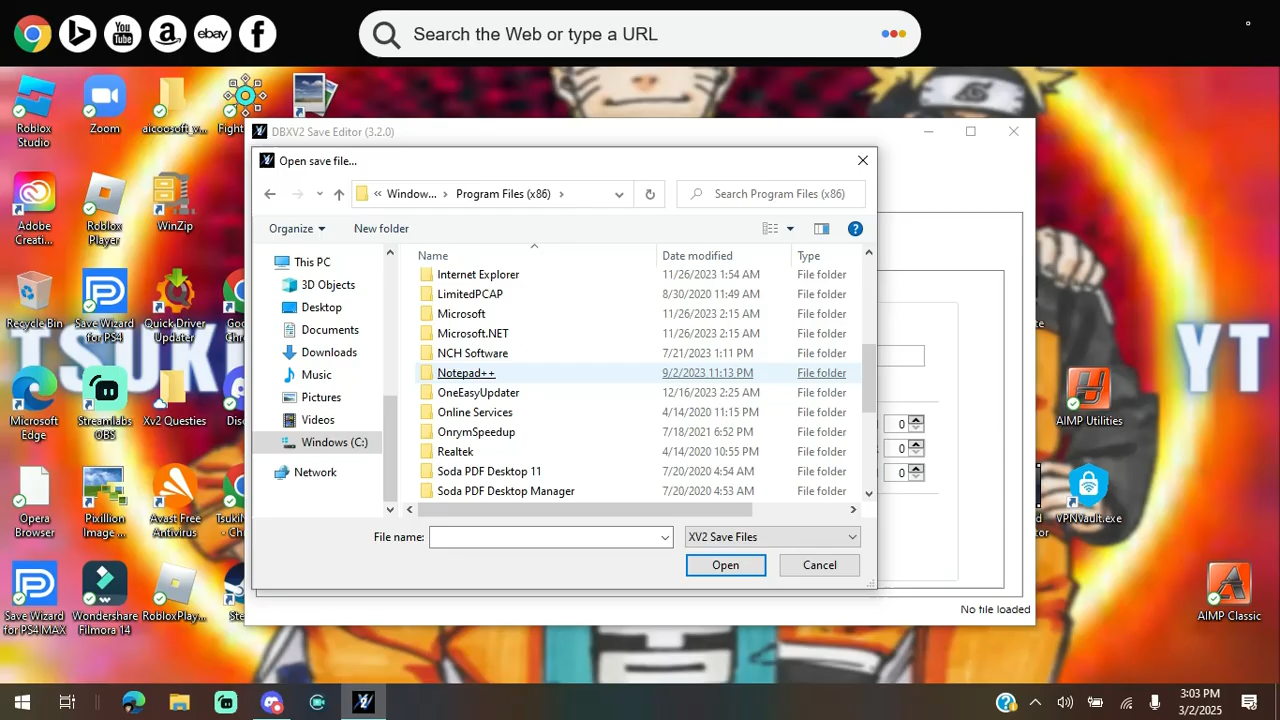 Search the Web or type a URL
You Tube
a
ebay
f
Roblox Studio
Zoom
aicoosoft_v...
Fight
DBXV2 Save Editor (3.2.0)
Open save file...
« Window... › Program Files (x86) ›
Search Program Files (x86)
Organize
New folder
Name
Date modified
Type
This PC
3D Objects
Desktop
Documents
Downloads
Music
Pictures
Videos
Windows (C:)
Network
Internet Explorer 11/26/2023 1:54 AM File folder
LimitedPCAP 8/30/2020 11:49 AM File folder
Microsoft 11/26/2023 2:15 AM File folder
Microsoft.NET 11/26/2023 2:15 AM File folder
NCH Software 7/21/2023 1:11 PM File folder
Notepad++ 9/2/2023 11:13 PM File folder
OneEasyUpdater 12/16/2023 2:25 AM File folder
Online Services 4/14/2020 11:15 PM File folder
OnrymSpeedup 7/18/2021 6:52 PM File folder
Realtek 4/14/2020 10:55 PM File folder
Soda PDF Desktop 11 7/20/2020 4:54 AM File folder
Soda PDF Desktop Manager 7/20/2020 4:53 AM File folder
File name:
XV2 Save Files
Open
Cancel
0
0
0
No file loaded
Adobe Creati...
Roblox Player
WinZip
Recycle Bin
Save Wizard for PS4
Quick Driver Updater
Microsoft Edge
Streamlabs OBS
Xv2 Questies
Opera Browser
Pixillion Image ...
Avast Free Antivirus
Save Wizard for PS4 MAX
Wondershare Filmora 14
RobloxPlay...
YT
AIMP Utilities
VPNVault.exe
AIMP Classic
3:03 PM
3/2/2025